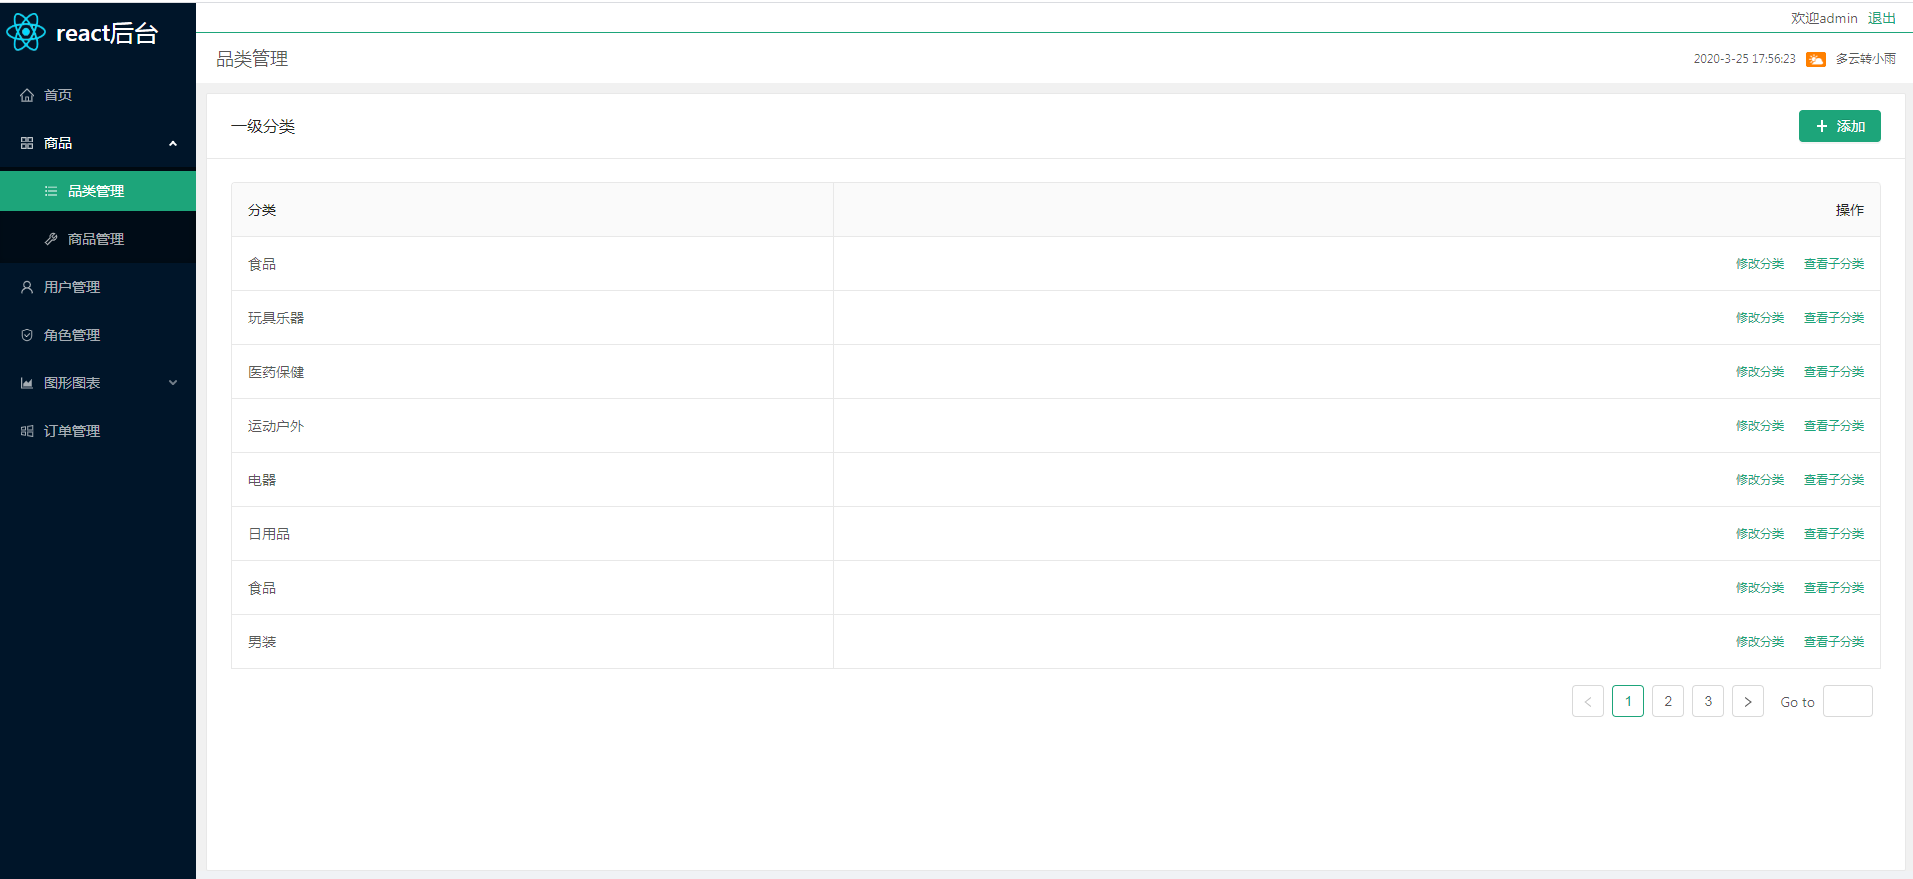 react后台
首页
商品
品类管理
商品管理
用户管理
角色管理
图形图表
订单管理
欢迎admin 退出
品类管理 2020-3-25 17:56:23 多云转小雨
一级分类 + 添加
分类 操作
食品 修改分类 查看子分类
玩具乐器 修改分类 查看子分类
医药保健 修改分类 查看子分类
运动户外 修改分类 查看子分类
电器 修改分类 查看子分类
日用品 修改分类 查看子分类
食品 修改分类 查看子分类
男装 修改分类 查看子分类
< 1 2 3 > Go to